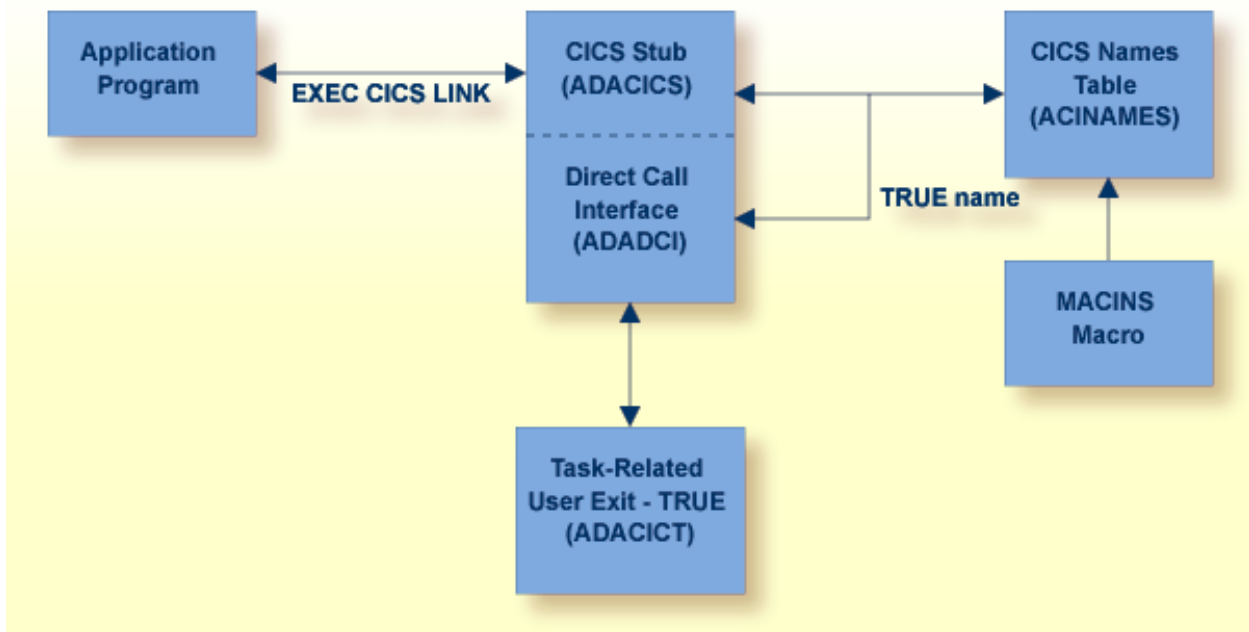 Application
Program
EXEC CICS LINK
CICS Stub
(ADACICS)
Direct Call
Interface
(ADADCI)
CICS Names
Table
(ACINAMES)
TRUE name
MACINS
Macro
Task-Related
User Exit - TRUE
(ADACICT)